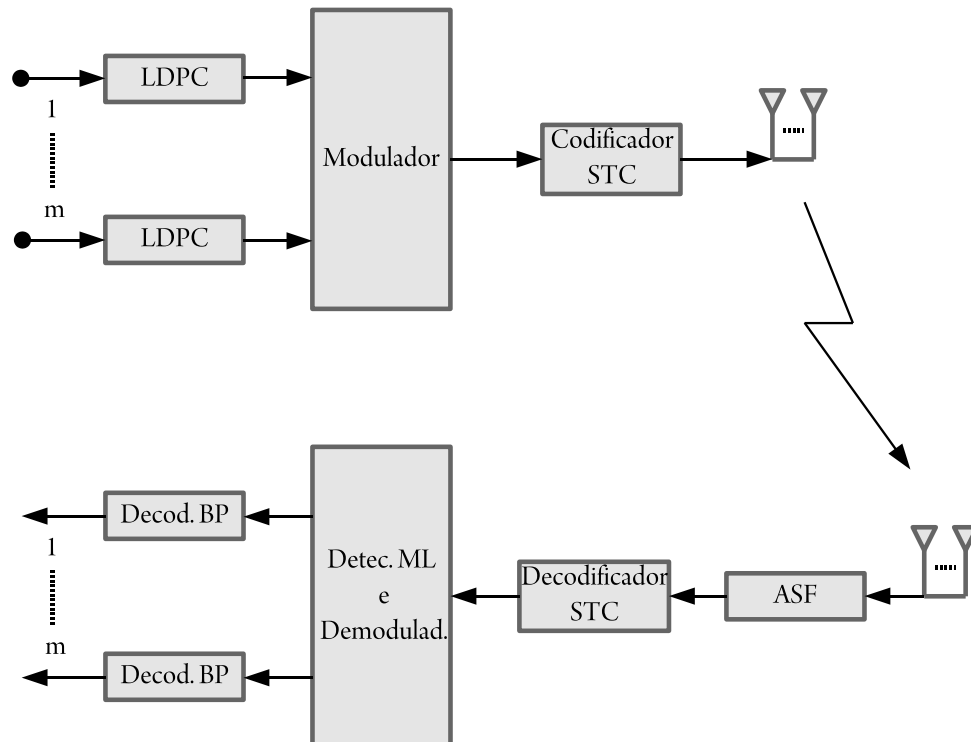 LDPC
1
m
LDPC
Modulador
Codificador
STC
Decod. BP
1
m
Decod. BP
Detec. ML
e
Demodulad.
Decodificador
STC
ASF